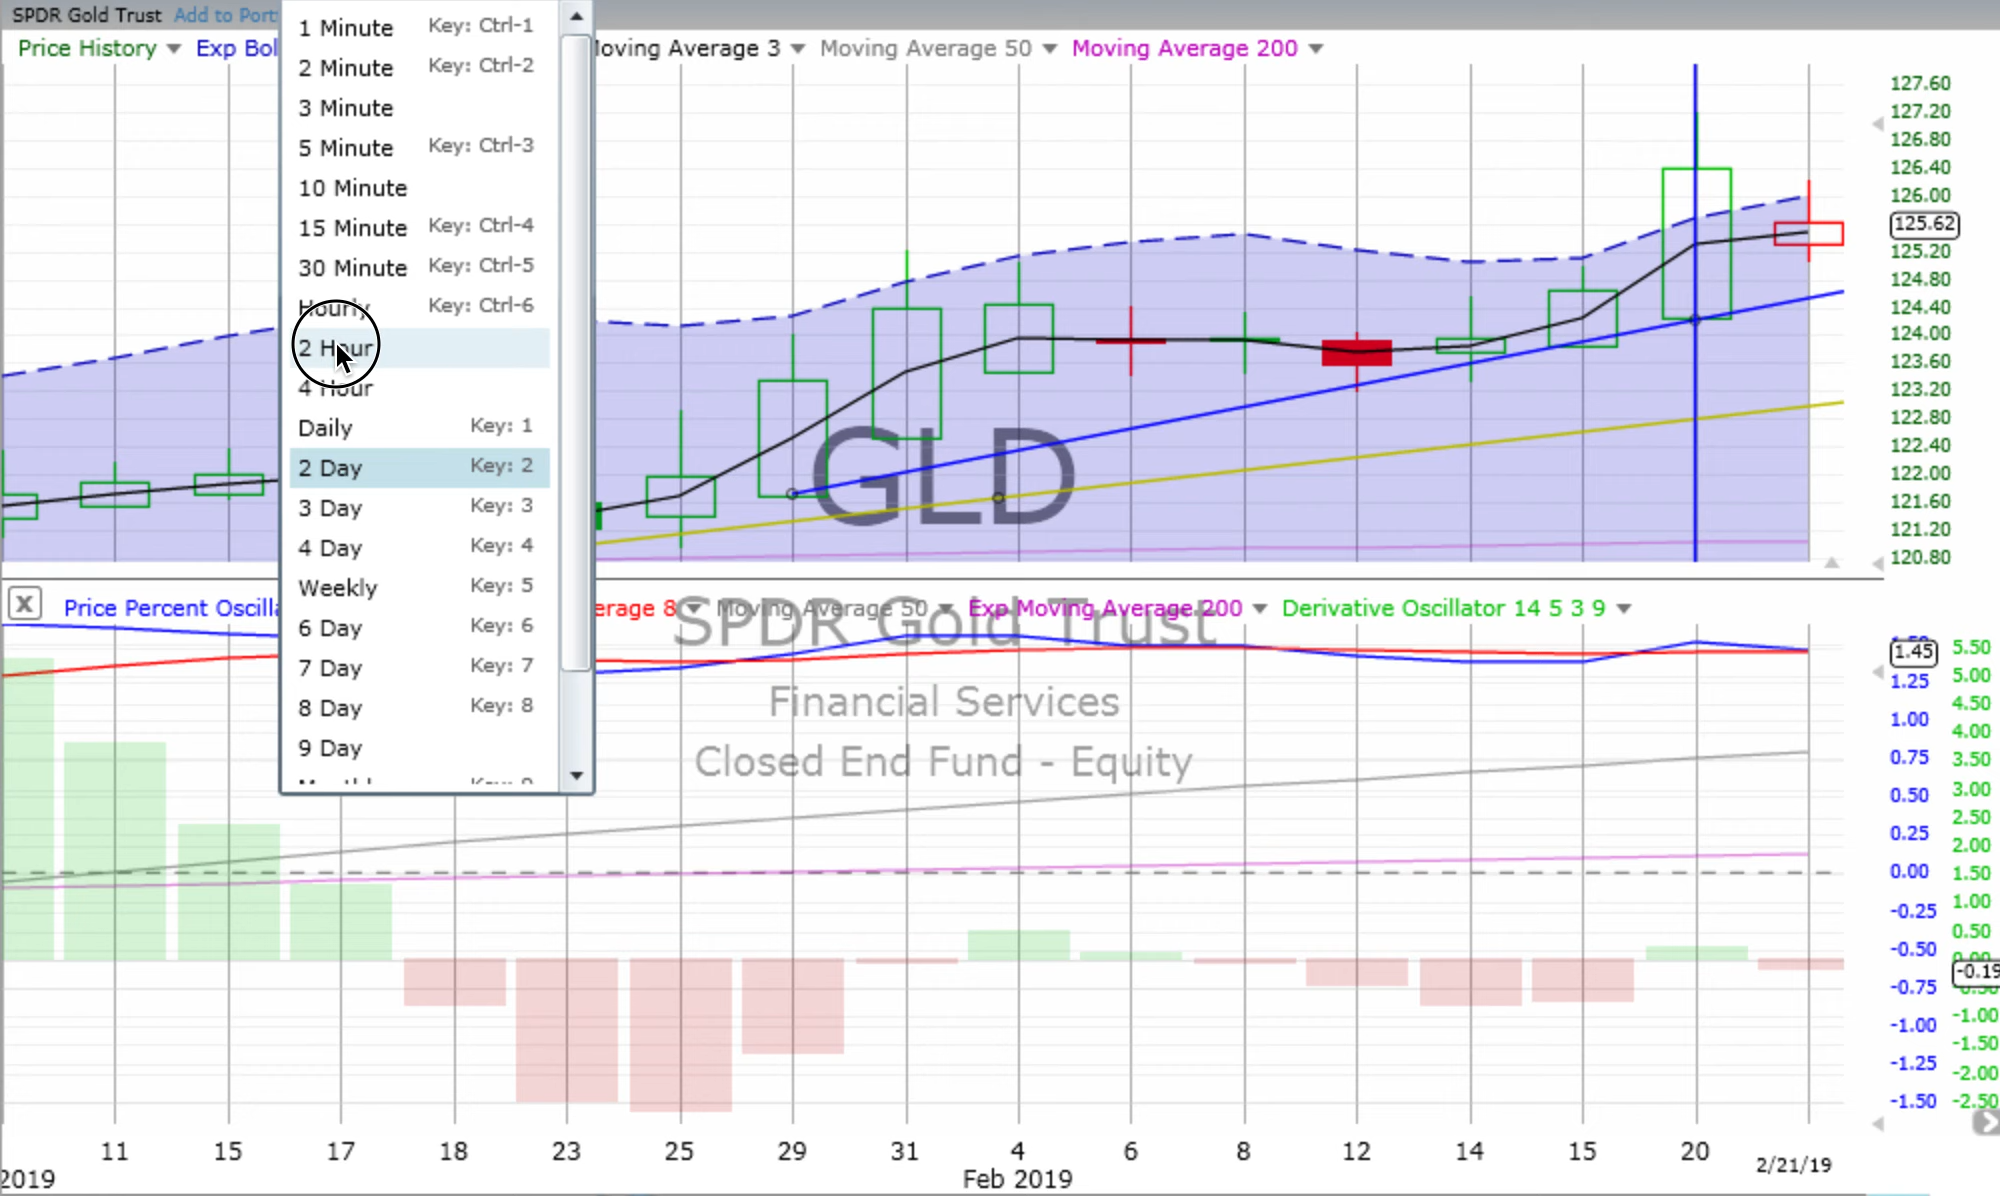 SPDR Gold Trust Add to Port
Price History Exp Bol Moving Average 3 Moving Average 50 Moving Average 200
1 Minute Key: Ctrl-1
2 Minute Key: Ctrl-2
3 Minute
5 Minute Key: Ctrl-3
10 Minute
15 Minute Key: Ctrl-4
30 Minute Key: Ctrl-5
Hourly Key: Ctrl-6
2 Hour
4 Hour
Daily Key: 1
2 Day Key: 2
3 Day Key: 3
4 Day Key: 4
Weekly Key: 5
6 Day Key: 6
7 Day Key: 7
8 Day Key: 8
9 Day
127.60
127.20
126.80
126.40
126.00
125.62
125.20
124.80
124.40
124.00
123.60
123.20
122.80
122.40
122.00
121.60
121.20
120.80
GLD
X Price Percent Oscilla erage 8 Moving Average 50 Exp Moving Average 200 Derivative Oscillator 14 5 3 9
SPDR Gold Trust
Financial Services
Closed End Fund - Equity
1.45
1.25
1.00
0.75
0.50
0.25
0.00
-0.25
-0.50
-0.75
-1.00
-1.25
-1.50
5.50
5.00
4.50
4.00
3.50
3.00
2.50
2.00
1.50
1.00
0.50
-0.19
-1.00
-1.50
-2.00
-2.50
11 15 17 18 23 25 29 31 4 6 8 12 14 15 20 2/21/19
2019 Feb 2019